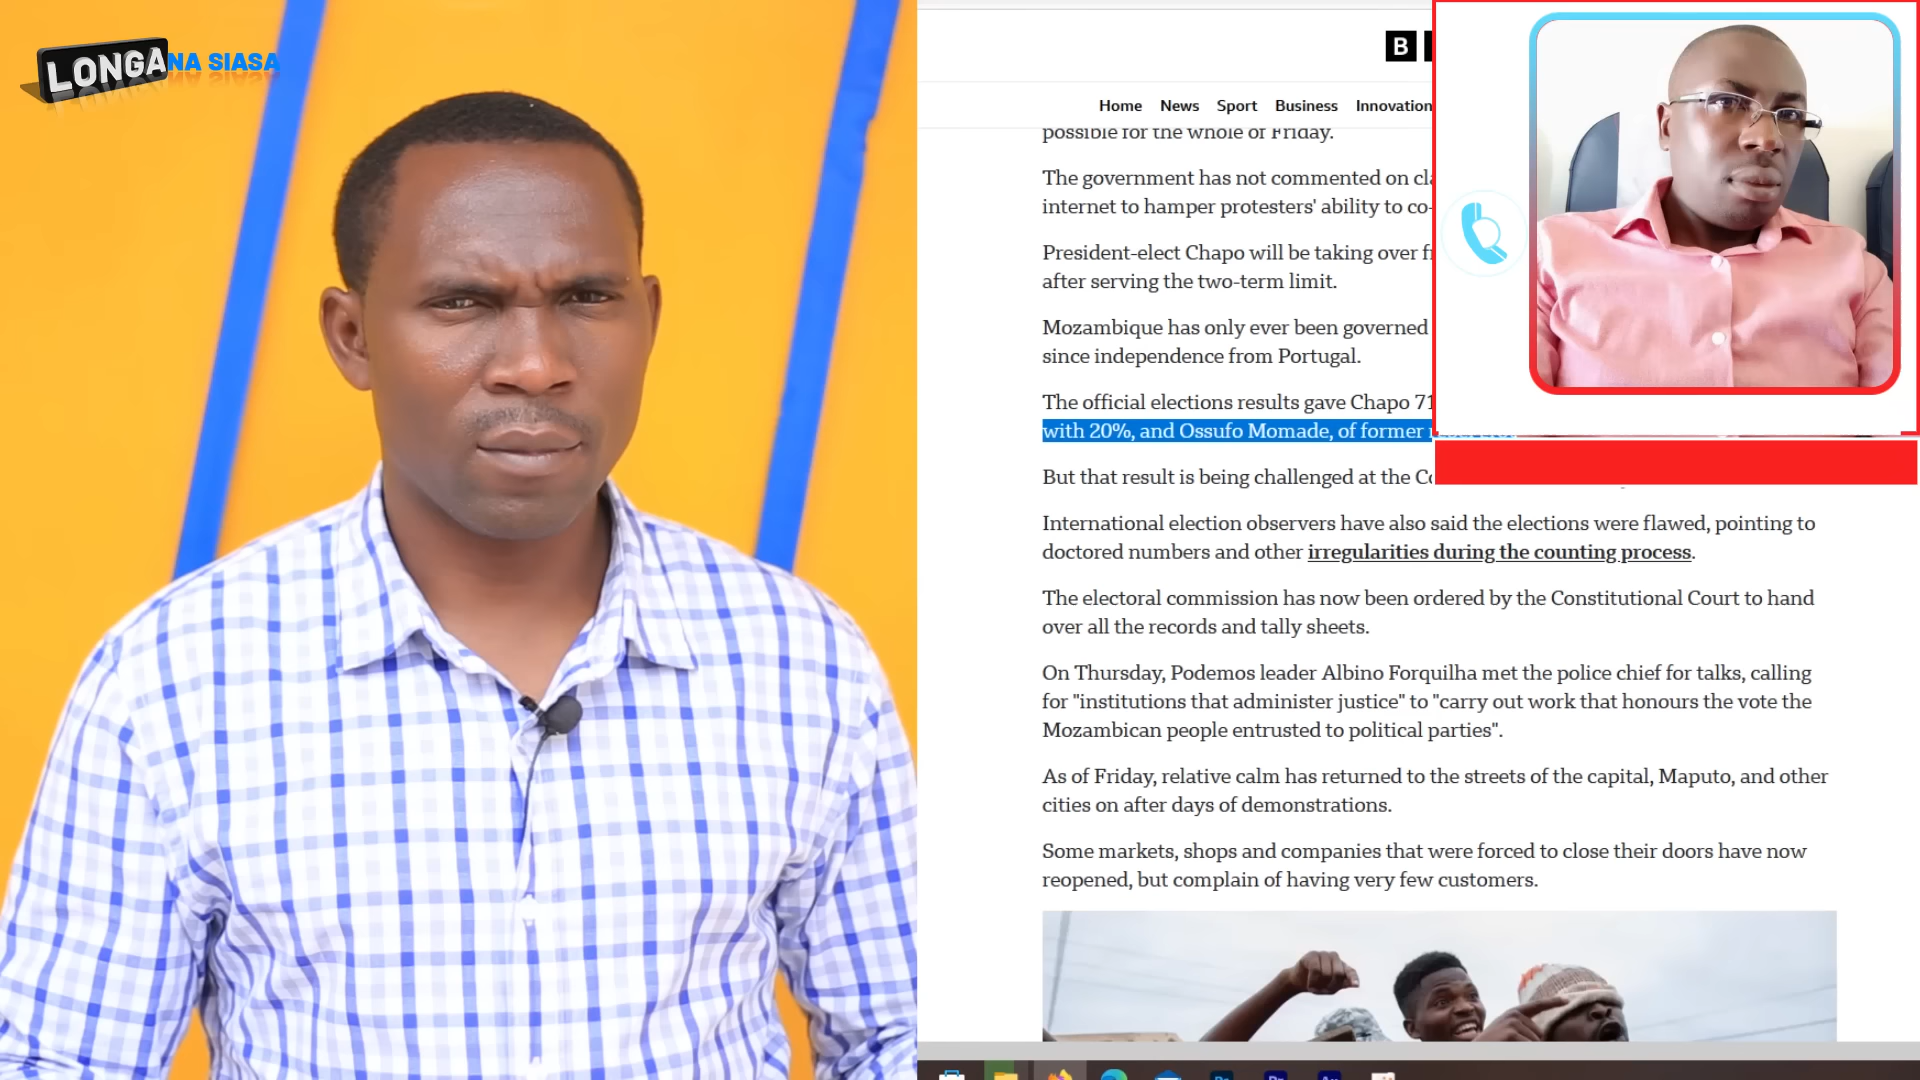 LONGA NA SIASA
B
Home News Sport Business Innovation
possible for the whole of Friday.
The government has not commented on
internet to hamper protesters' ability to
President-elect Chapo will be taking over
after serving the two-term limit.
Mozambique has only ever been governed
since independence from Portugal.
The official elections results gave Chapo 71
with 20%, and Ossufo Momade, of former
But that result is being challenged at the
International election observers have also said the elections were flawed, pointing to
doctored numbers and other irregularities during the counting process.
The electoral commission has now been ordered by the Constitutional Court to hand
over all the records and tally sheets.
On Thursday, Podemos leader Albino Forquilha met the police chief for talks, calling
for "institutions that administer justice" to "carry out work that honours the vote the
Mozambican people entrusted to political parties".
As of Friday, relative calm has returned to the streets of the capital, Maputo, and other
cities on after days of demonstrations.
Some markets, shops and companies that were forced to close their doors have now
reopened, but complain of having very few customers.